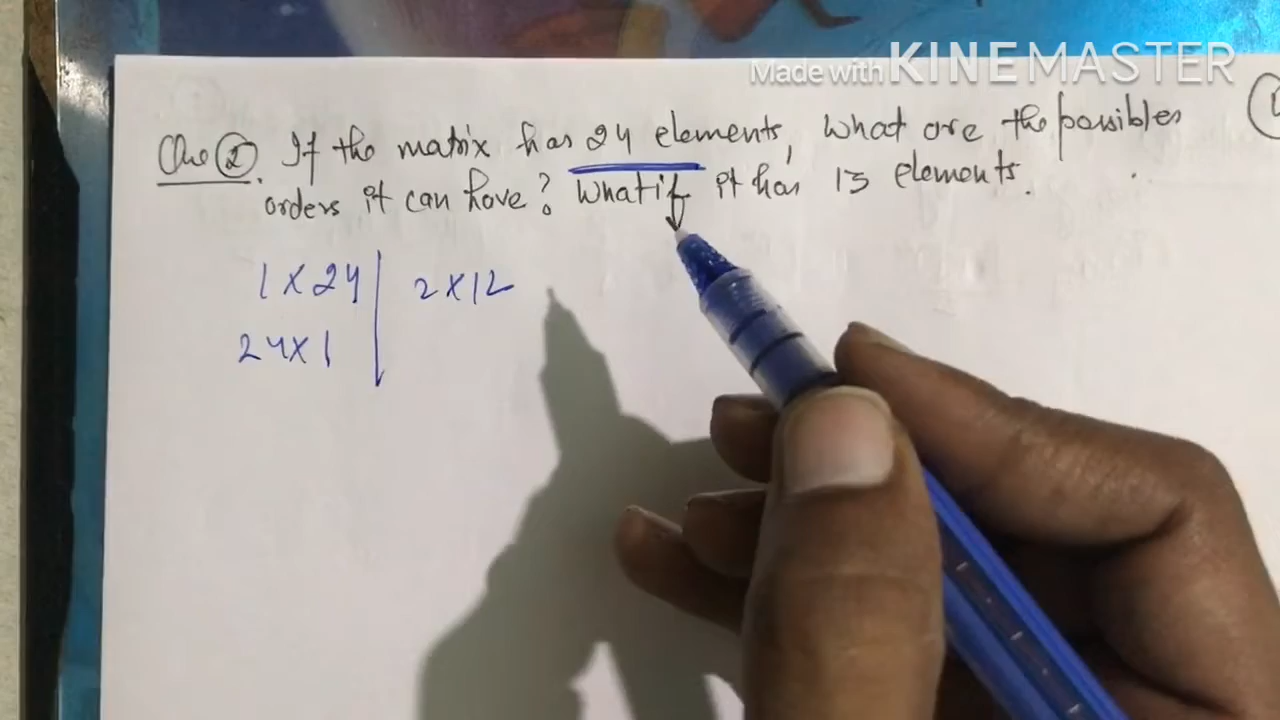 Made with KINEMASTER
Que 2. If the matrix has 24 elements, What are the possibles
orders it can have? What if it has 13 elements.
1 X 24 | 2 X 12
24 X 1